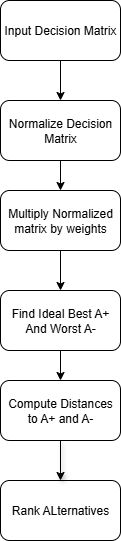 Input Decision Matrix
Normalize Decision
Matrix
Multiply Normalized
matrix by weights
Find Ideal Best A+
And Worst A-
Compute Distances
to A+ and A-
Rank ALternatives